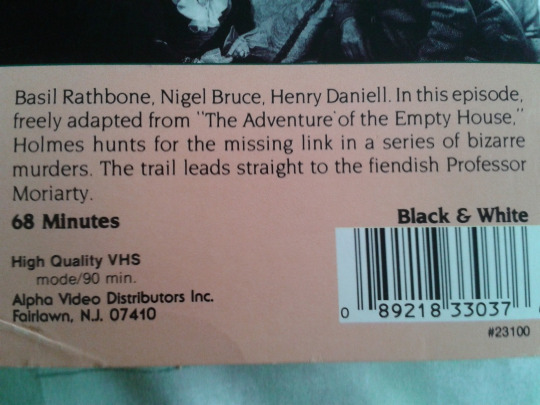 Basil Rathbone, Nigel Bruce, Henry Daniell. In this episode,
freely adapted from "The Adventure of the Empty House,"
Holmes hunts for the missing link in a series of bizarre
murders. The trail leads straight to the fiendish Professor
Moriarty.
68 Minutes
Black & White
High Quality VHS
mode/90 min.
Alpha Video Distributors Inc.
Fairlawn, N.J. 07410
0 89218 33037
#23100